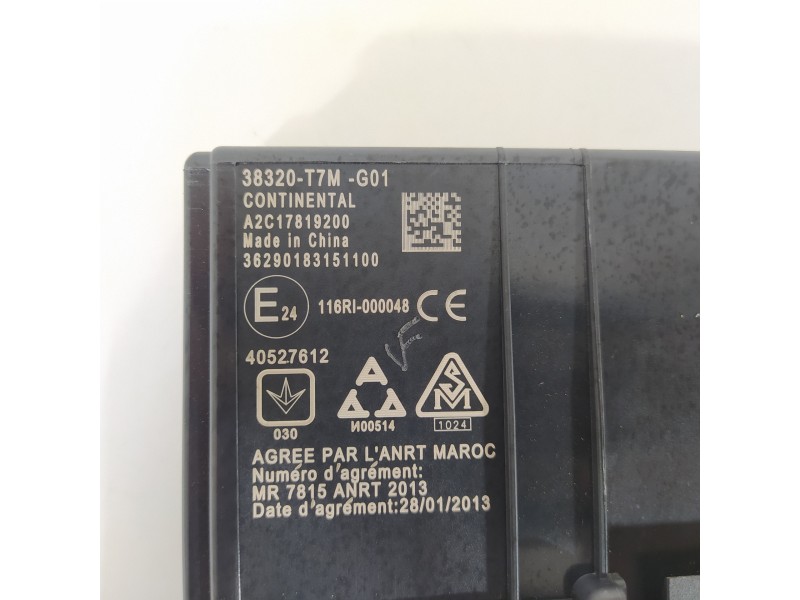 38320-T7M -G01
CONTINENTAL
A2C17819200
Made in China
36290183151100
E24 116RI-000048 CE
40527612
030
И00514
SVM
1024
AGREE PAR L'ANRT MAROC
Numéro d'agrément:
MR 7815 ANRT 2013
Date d'agrément:28/01/2013